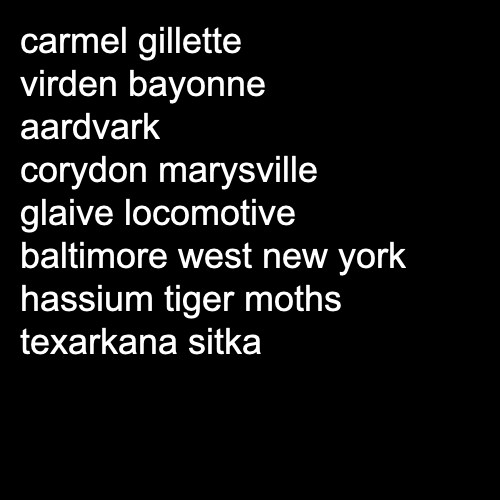 carmel gillette
virden bayonne
aardvark
corydon marysville
glaive locomotive
baltimore west new york
hassium tiger moths
texarkana sitka